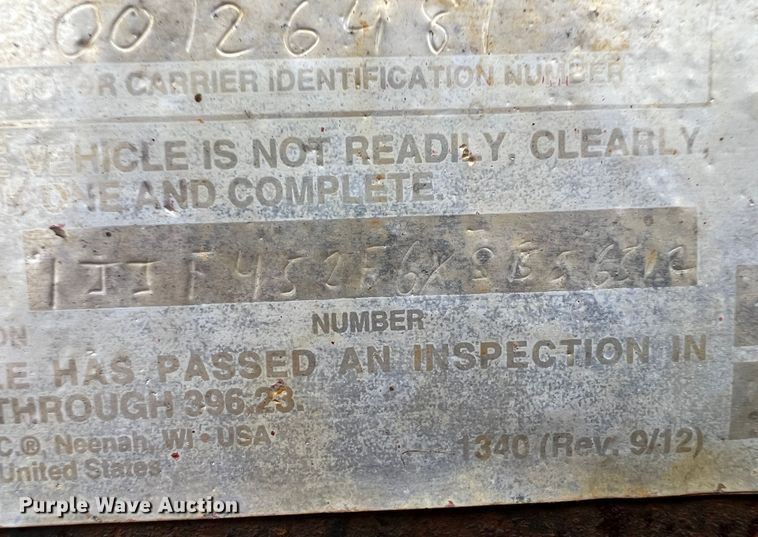 00126481
OR CARRIER IDENTIFICATION NUMBER
VEHICLE IS NOT READILY CLEARLY,
ONE AND COMPLETE.
NUMBER
HAS PASSED AN INSPECTION IN
THROUGH 396.23.
C.®, Neenah, WI • USA
1340 (Rev. 9/12)
United States
Purple Wave Auction